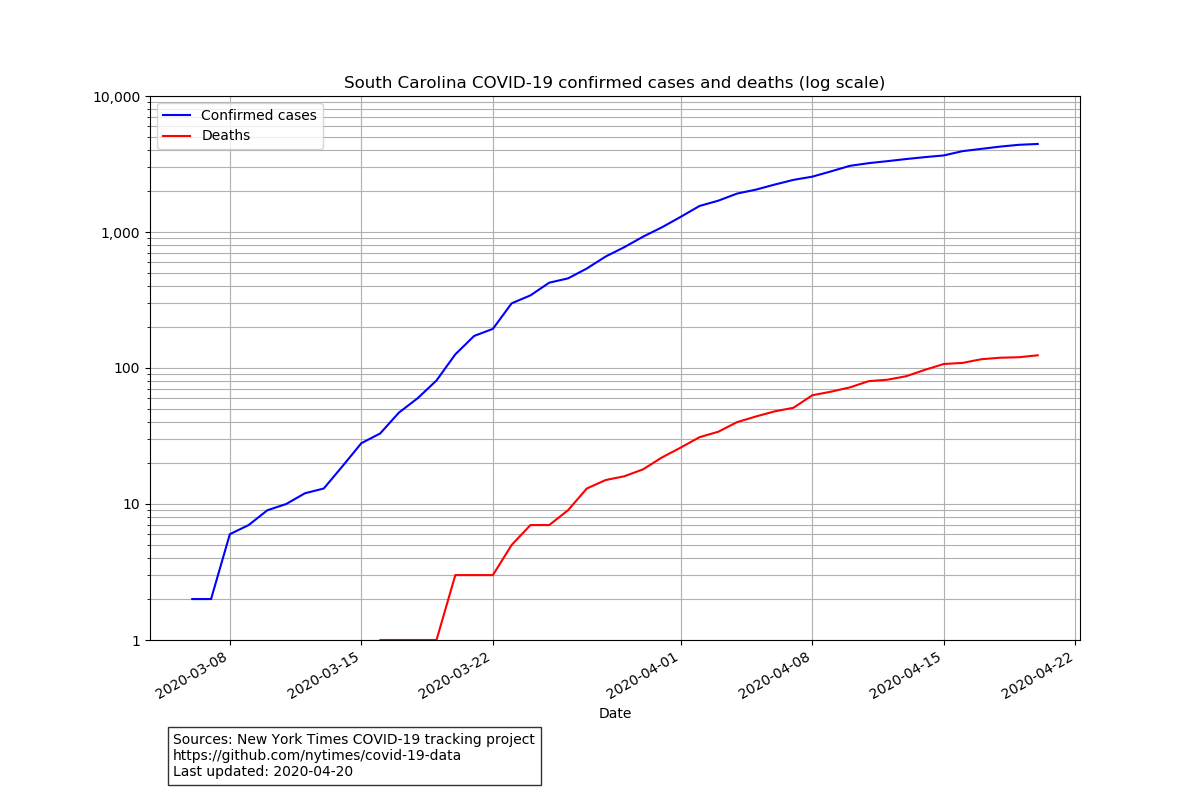 South Carolina COVID-19 confirmed cases and deaths (log scale)
10,000
Confirmed cases
Deaths
1,000
100
10
1
2020-03-08
2020-03-15
2020-03-22
2020-04-01
2020-04-08
2020-04-15
2020-04-22
Date
Sources: New York Times COVID-19 tracking project
https://github.com/nytimes/covid-19-data
Last updated: 2020-04-20